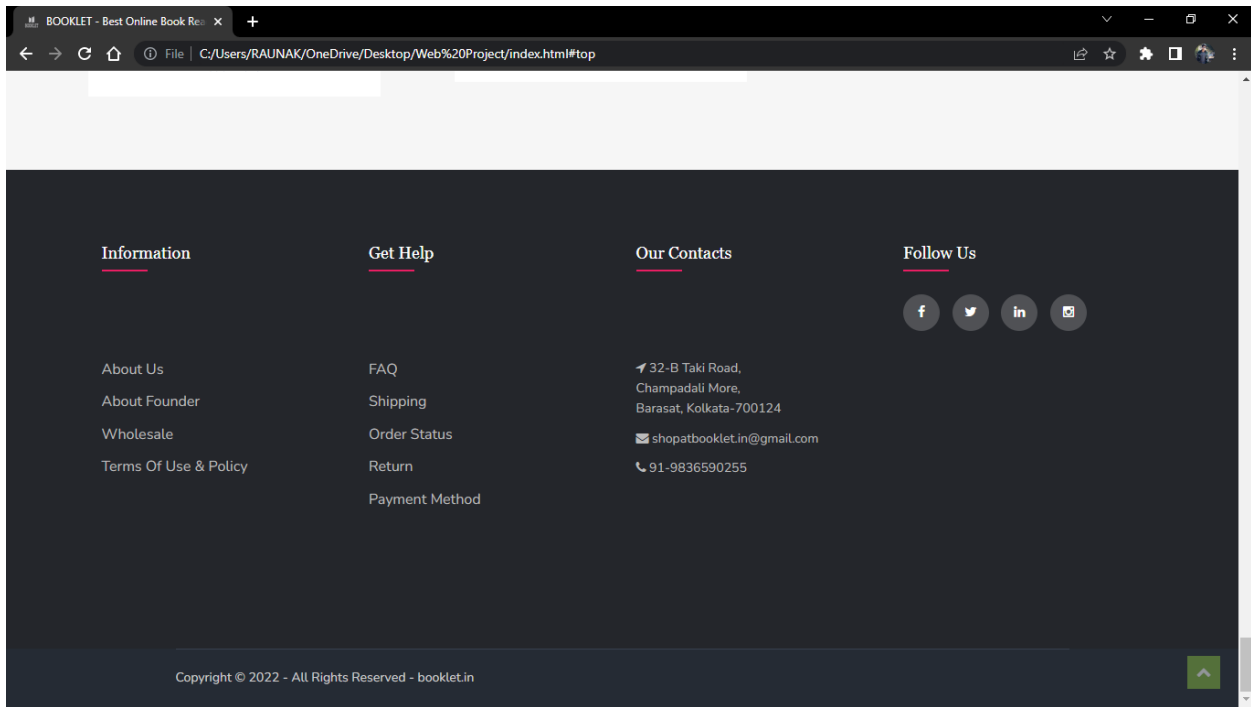 BOOKLET - Best Online Book Rea
File
C:/Users/RAUNAK/OneDrive/Desktop/Web%20Project/index.html#top
Information
About Us
About Founder
Wholesale
Terms Of Use & Policy
Get Help
FAQ
Shipping
Order Status
Return
Payment Method
Our Contacts
32-B Taki Road,
Champadali More,
Barasat, Kolkata-700124
shopatbooklet.in@gmail.com
91-9836590255
Follow Us
Copyright © 2022 - All Rights Reserved - booklet.in